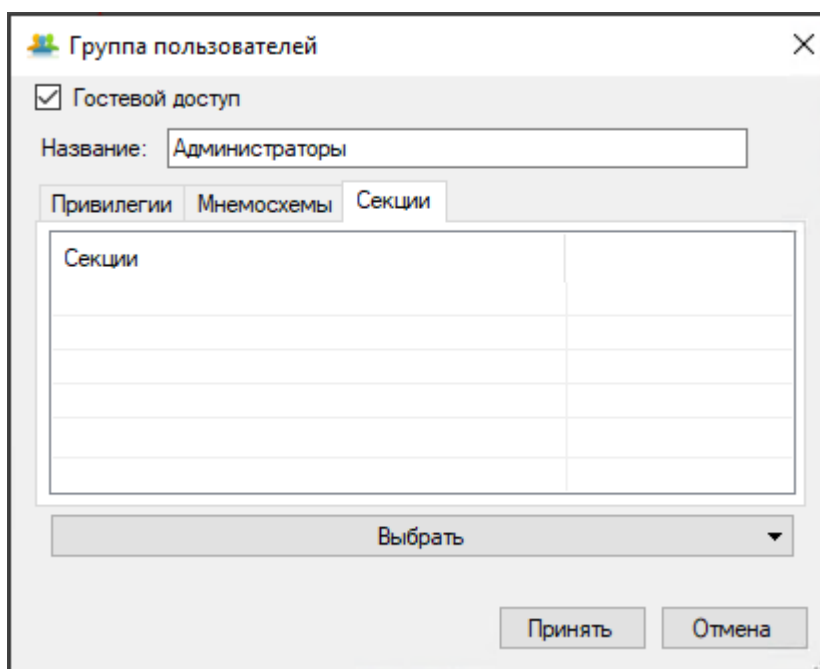 Группа пользователей
Гостевой доступ
Название: Администраторы
Привилегии Мнемосхемы Секции
Секции
Выбрать
Принять Отмена